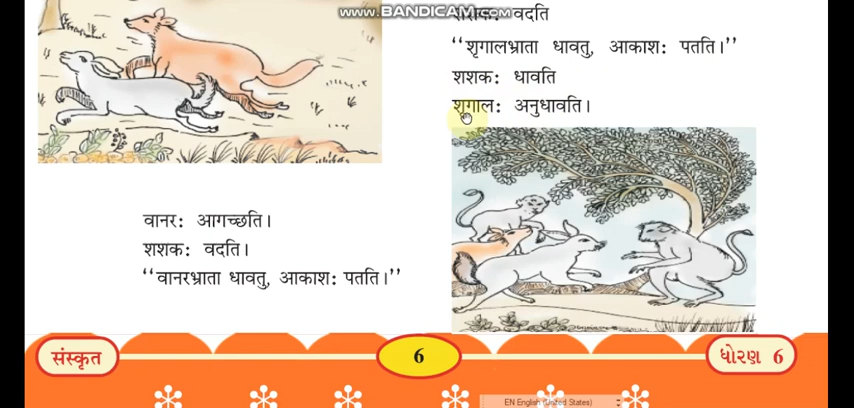 WWW.BANDICAM.COM
शशकः वदति
“शृगालभ्राता धावतु, आकाशः पतति।”
शशकः धावति
शृगालः अनुधावति।
वानरः आगच्छति।
शशकः वदति।
“वानरभ्राता धावतु, आकाशः पतति।”
સંસ્કૃત
6
ધોરણ 6
EN English (United States)